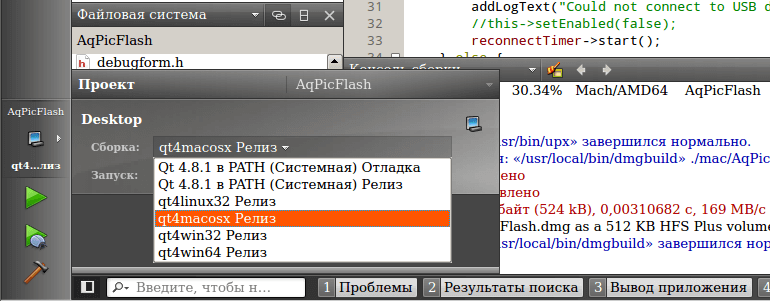 Файловая система
AqPicFlash
debugform.h
31 addLogText("Could not connect to USB d
32 //this->setEnabled(false);
33 reconnectTimer->start();
34 } else {
Консоль сборки
30.34% Mach/AMD64 AqPicFlash
usr/bin/upx» завершился нормально.
я: «/usr/local/bin/dmgbuild» ./mac/AqPic
ено
влено
байт (524 kB), 0,00310682 с, 169 MB/c
Flash.dmg as a 512 KB HFS Plus volume
usr/local/bin/dmgbuild» завершился нор
Проект AqPicFlash
Desktop
Сборка: qt4macosx Релиз
Запуск:
Qt 4.8.1 в PATH (Системная) Отладка
Qt 4.8.1 в PATH (Системная) Релиз
qt4linux32 Релиз
qt4macosx Релиз
qt4win32 Релиз
qt4win64 Релиз
AqPicFlash
qt4...лиз
Введите, чтобы н...
1 Проблемы
2 Результаты поиска
3 Вывод приложения
4